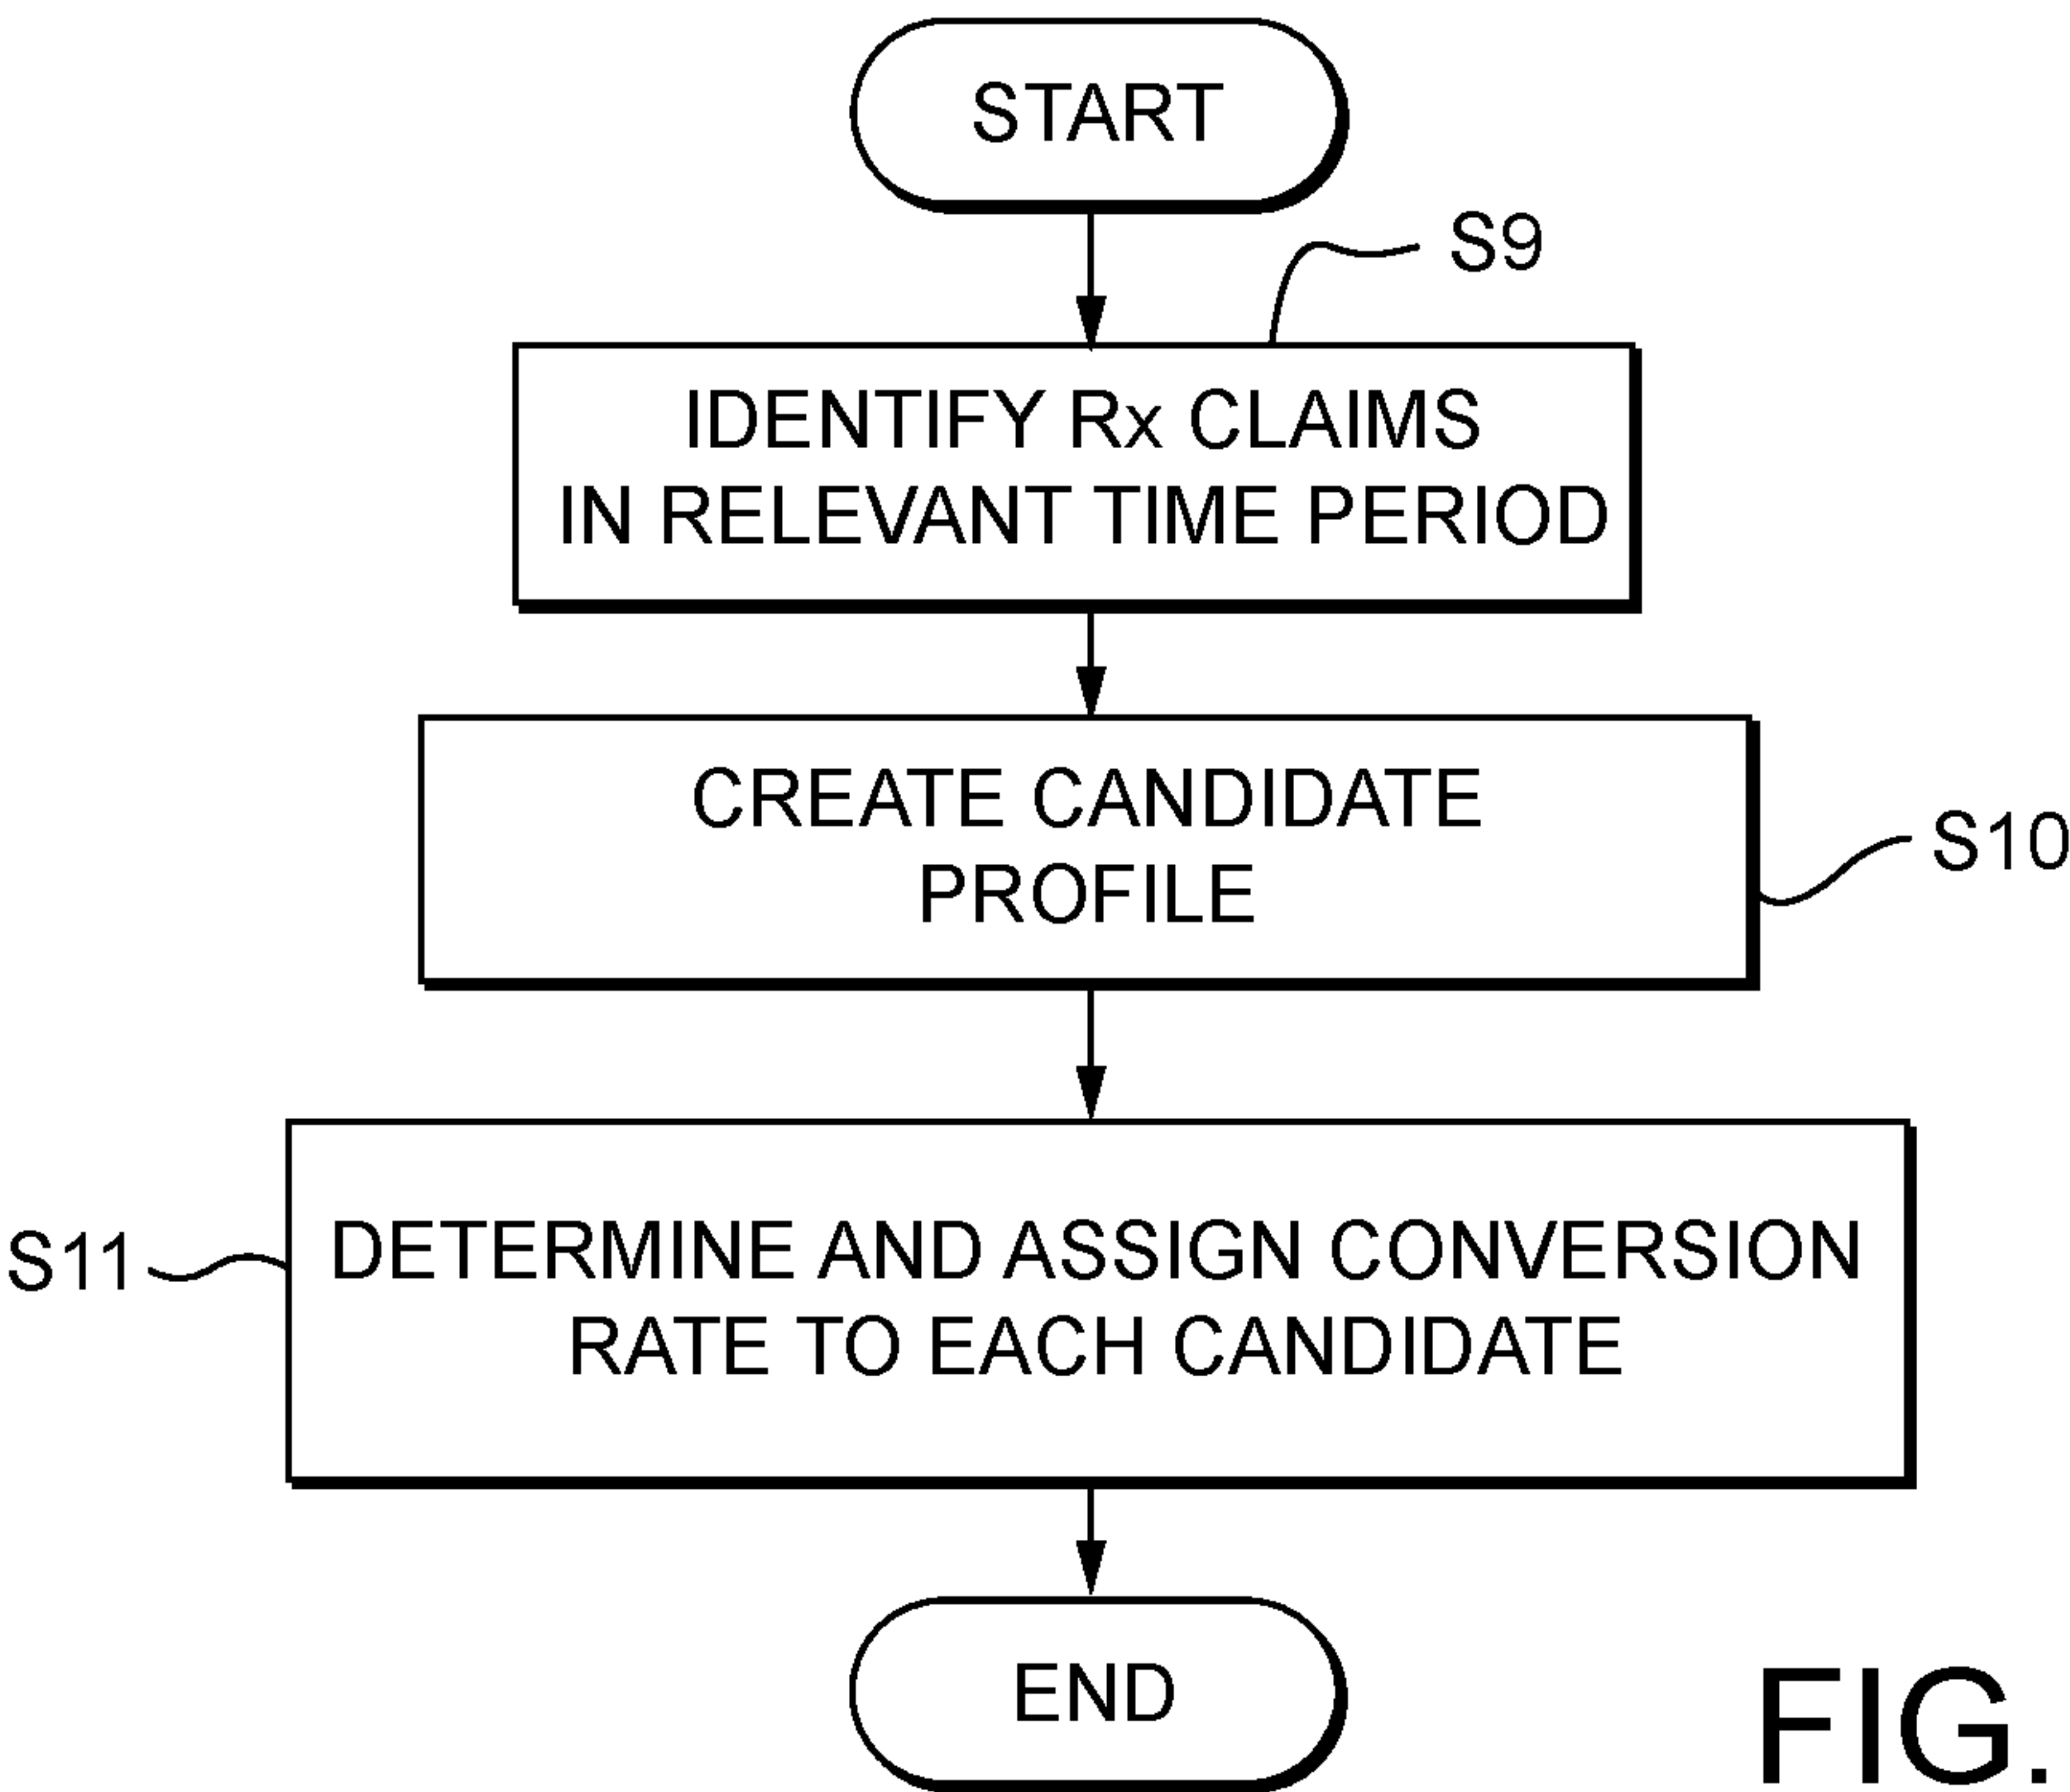 START
S9
IDENTIFY Rx CLAIMS
IN RELEVANT TIME PERIOD
CREATE CANDIDATE
PROFILE
S10
S11
DETERMINE AND ASSIGN CONVERSION
RATE TO EACH CANDIDATE
END
FIG.